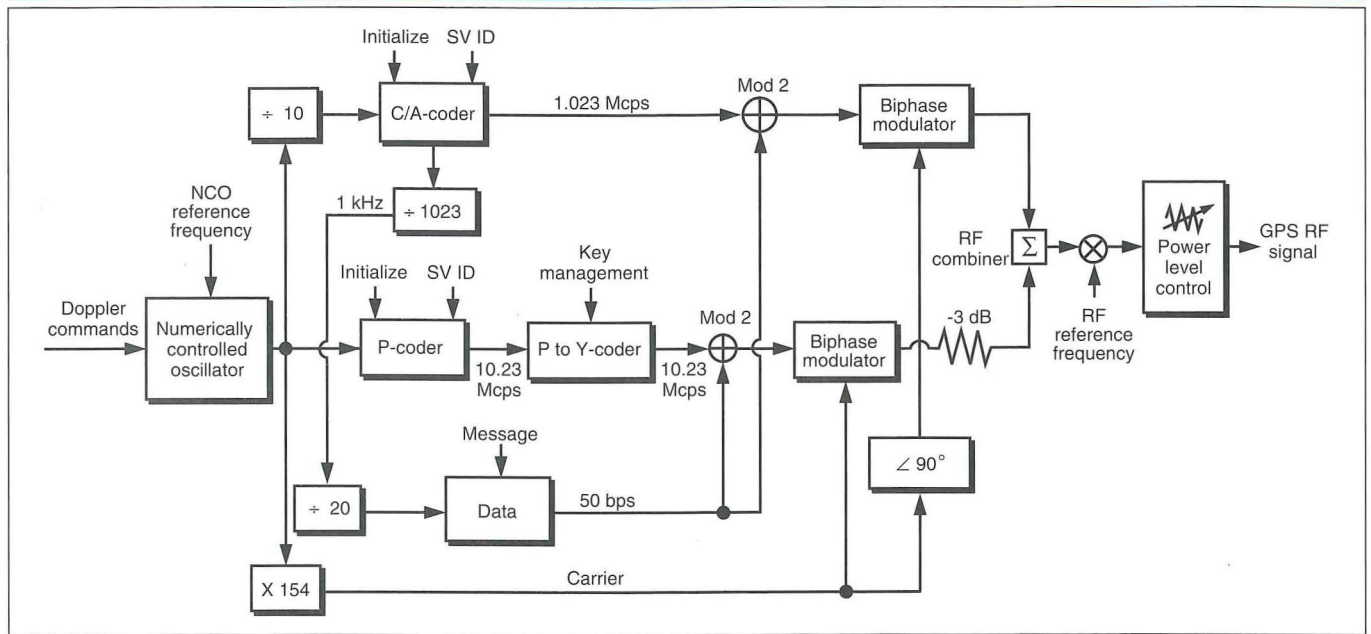 Initialize
SV ID
÷ 10
C/A-coder
1.023 Mcps
Mod 2
Biphase
modulator
NCO
reference
frequency
1 kHz
÷ 1023
Doppler
commands
Numerically
controlled
oscillator
Initialize
SV ID
Key
management
P-coder
10.23
Mcps
P to Y-coder
10.23
Mcps
Mod 2
Biphase
modulator
-3 dB
RF
combiner
Σ
RF
reference
frequency
Power
level
control
GPS RF
signal
Message
÷ 20
Data
50 bps
∠ 90°
X 154
Carrier